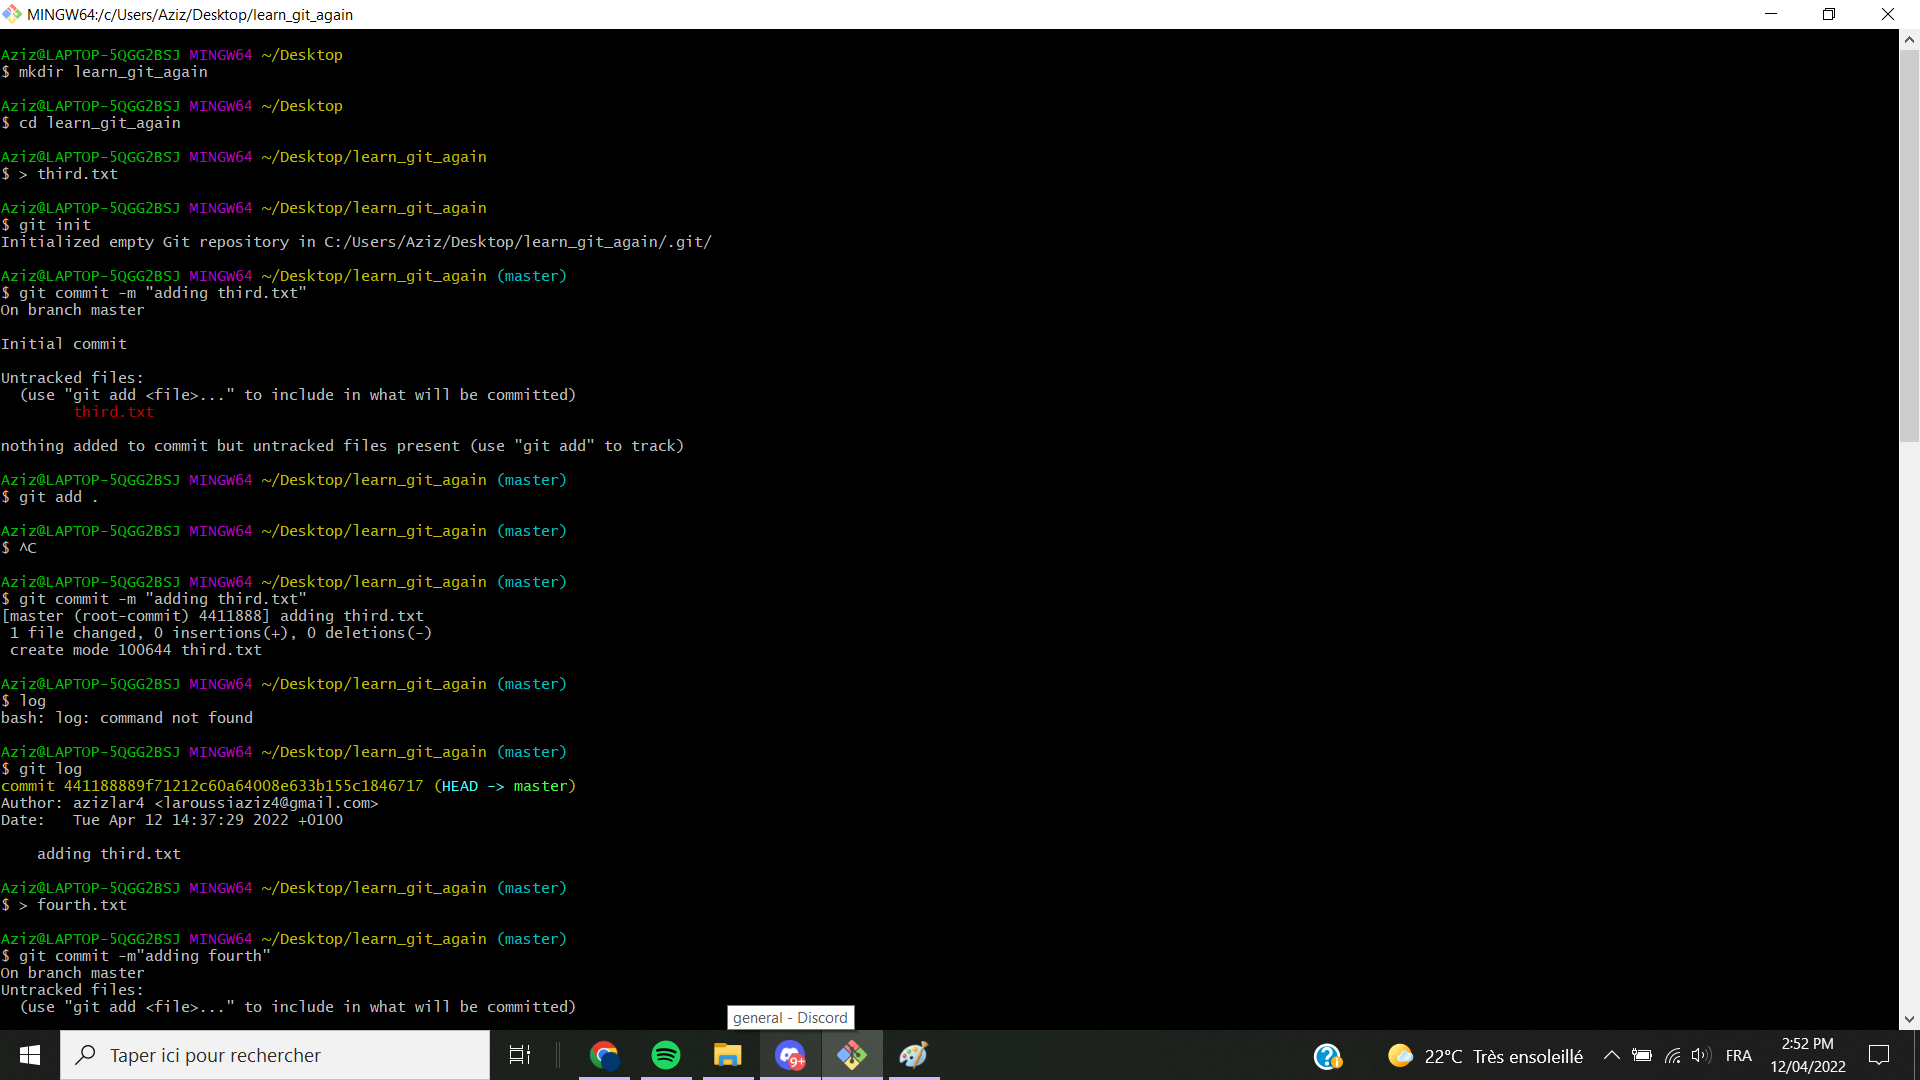 MINGW64:/c/Users/Aziz/Desktop/learn_git_again
Aziz@LAPTOP-5QGG2BSJ MINGW64 ~/Desktop
$ mkdir learn_git_again
Aziz@LAPTOP-5QGG2BSJ MINGW64 ~/Desktop
$ cd learn_git_again
Aziz@LAPTOP-5QGG2BSJ MINGW64 ~/Desktop/learn_git_again
$ > third.txt
Aziz@LAPTOP-5QGG2BSJ MINGW64 ~/Desktop/learn_git_again
$ git init
Initialized empty Git repository in C:/Users/Aziz/Desktop/learn_git_again/.git/
Aziz@LAPTOP-5QGG2BSJ MINGW64 ~/Desktop/learn_git_again (master)
$ git commit -m "adding third.txt"
On branch master
Initial commit
Untracked files:
  (use "git add <file>..." to include in what will be committed)
        third.txt
nothing added to commit but untracked files present (use "git add" to track)
Aziz@LAPTOP-5QGG2BSJ MINGW64 ~/Desktop/learn_git_again (master)
$ git add .
Aziz@LAPTOP-5QGG2BSJ MINGW64 ~/Desktop/learn_git_again (master)
$ ^C
Aziz@LAPTOP-5QGG2BSJ MINGW64 ~/Desktop/learn_git_again (master)
$ git commit -m "adding third.txt"
[master (root-commit) 4411888] adding third.txt
 1 file changed, 0 insertions(+), 0 deletions(-)
 create mode 100644 third.txt
Aziz@LAPTOP-5QGG2BSJ MINGW64 ~/Desktop/learn_git_again (master)
$ log
bash: log: command not found
Aziz@LAPTOP-5QGG2BSJ MINGW64 ~/Desktop/learn_git_again (master)
$ git log
commit 441188889f71212c60a64008e633b155c1846717 (HEAD -> master)
Author: azizlar4 <laroussiaziz4@gmail.com>
Date:   Tue Apr 12 14:37:29 2022 +0100
    adding third.txt
Aziz@LAPTOP-5QGG2BSJ MINGW64 ~/Desktop/learn_git_again (master)
$ > fourth.txt
Aziz@LAPTOP-5QGG2BSJ MINGW64 ~/Desktop/learn_git_again (master)
$ git commit -m"adding fourth"
On branch master
Untracked files:
  (use "git add <file>..." to include in what will be committed)
general - Discord
Taper ici pour rechercher
9+
22°C Très ensoleillé
FRA
2:52 PM
12/04/2022